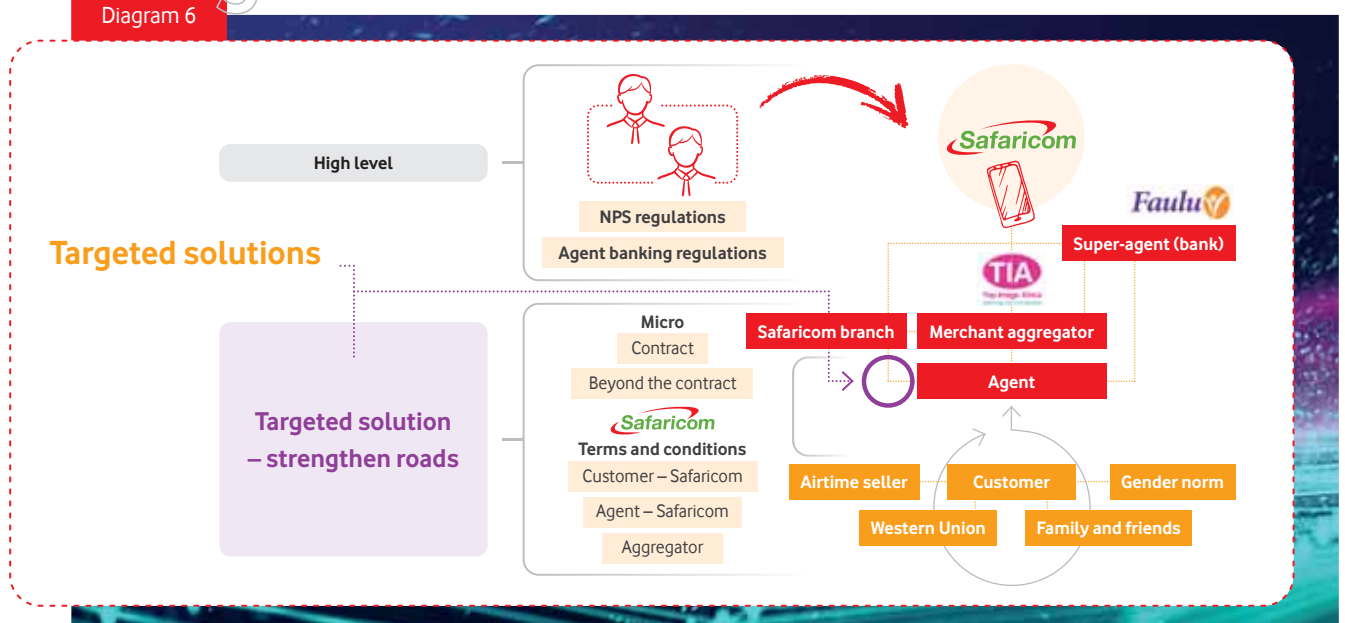 Diagram 6
High level
NPS regulations
Agent banking regulations
Safaricom
Faulu
Super-agent (bank)
Targeted solutions
TIA
Safaricom branch
Merchant aggregator
Agent
Micro
Contract
Beyond the contract
Safaricom
Terms and conditions
Customer – Safaricom
Agent – Safaricom
Aggregator
Targeted solution
– strengthen roads
Airtime seller
Customer
Gender norm
Western Union
Family and friends